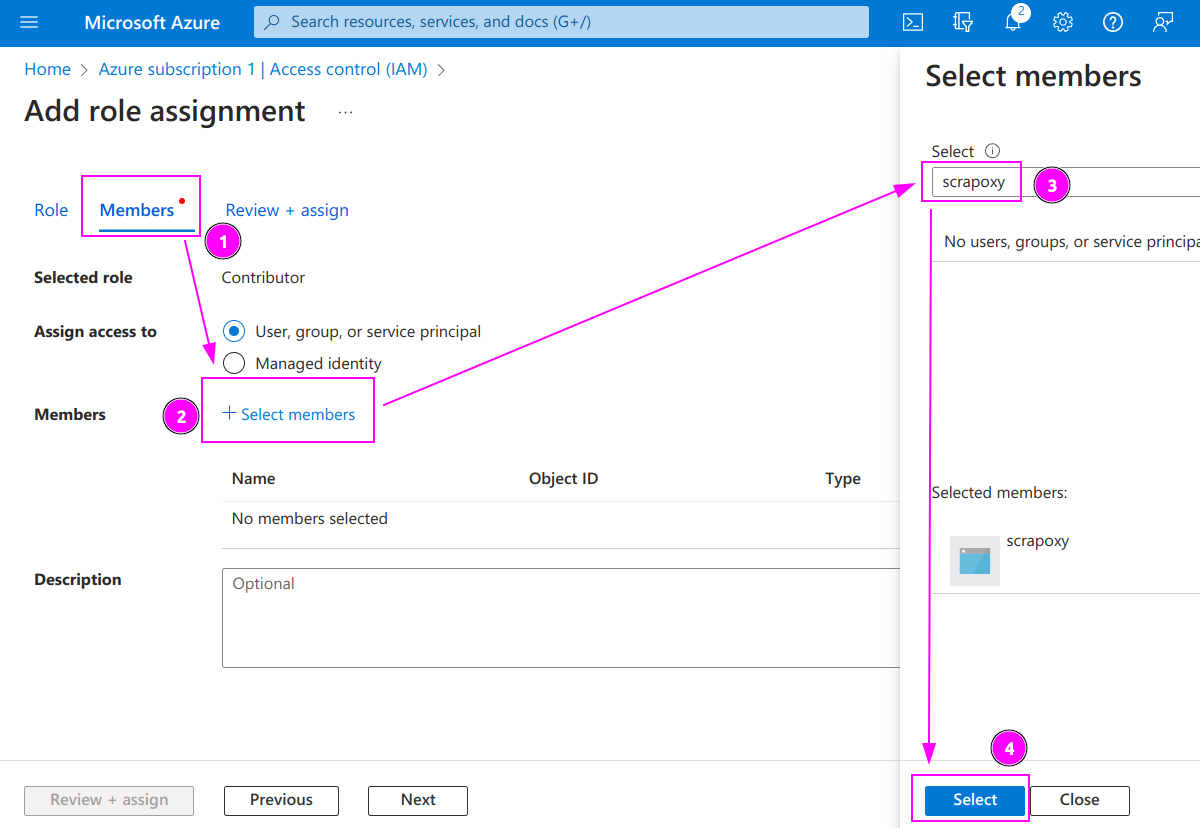 Microsoft Azure
Search resources, services, and docs (G+/)
2
Home > Azure subscription 1 | Access control (IAM) >
Add role assignment ...
Role
Members
Review + assign
1
Selected role
Contributor
Assign access to
User, group, or service principal
Managed identity
Members
2
+ Select members
Name
Object ID
Type
No members selected
Description
Optional
Review + assign
Previous
Next
Select members
Select
scrapoxy
3
No users, groups, or service principa
Selected members:
scrapoxy
4
Select
Close